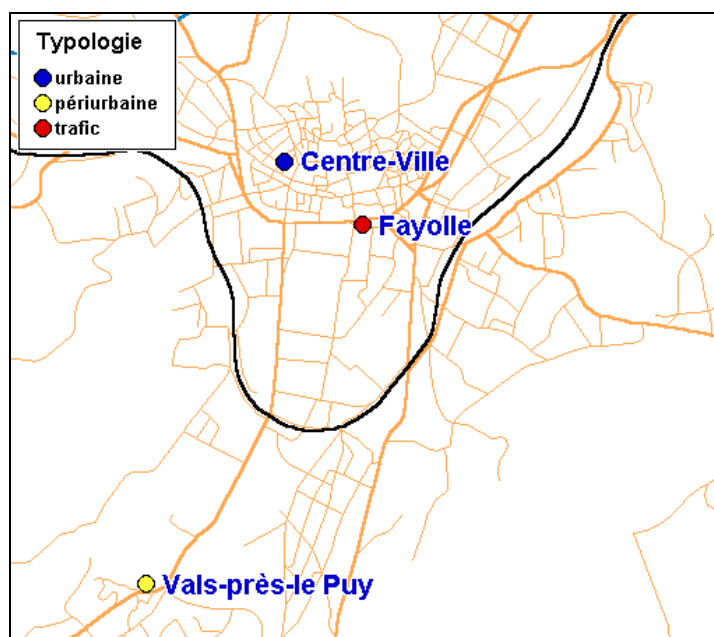 Typologie
urbaine
périurbaine
trafic
Centre-Ville
Fayolle
Vals-près-le Puy